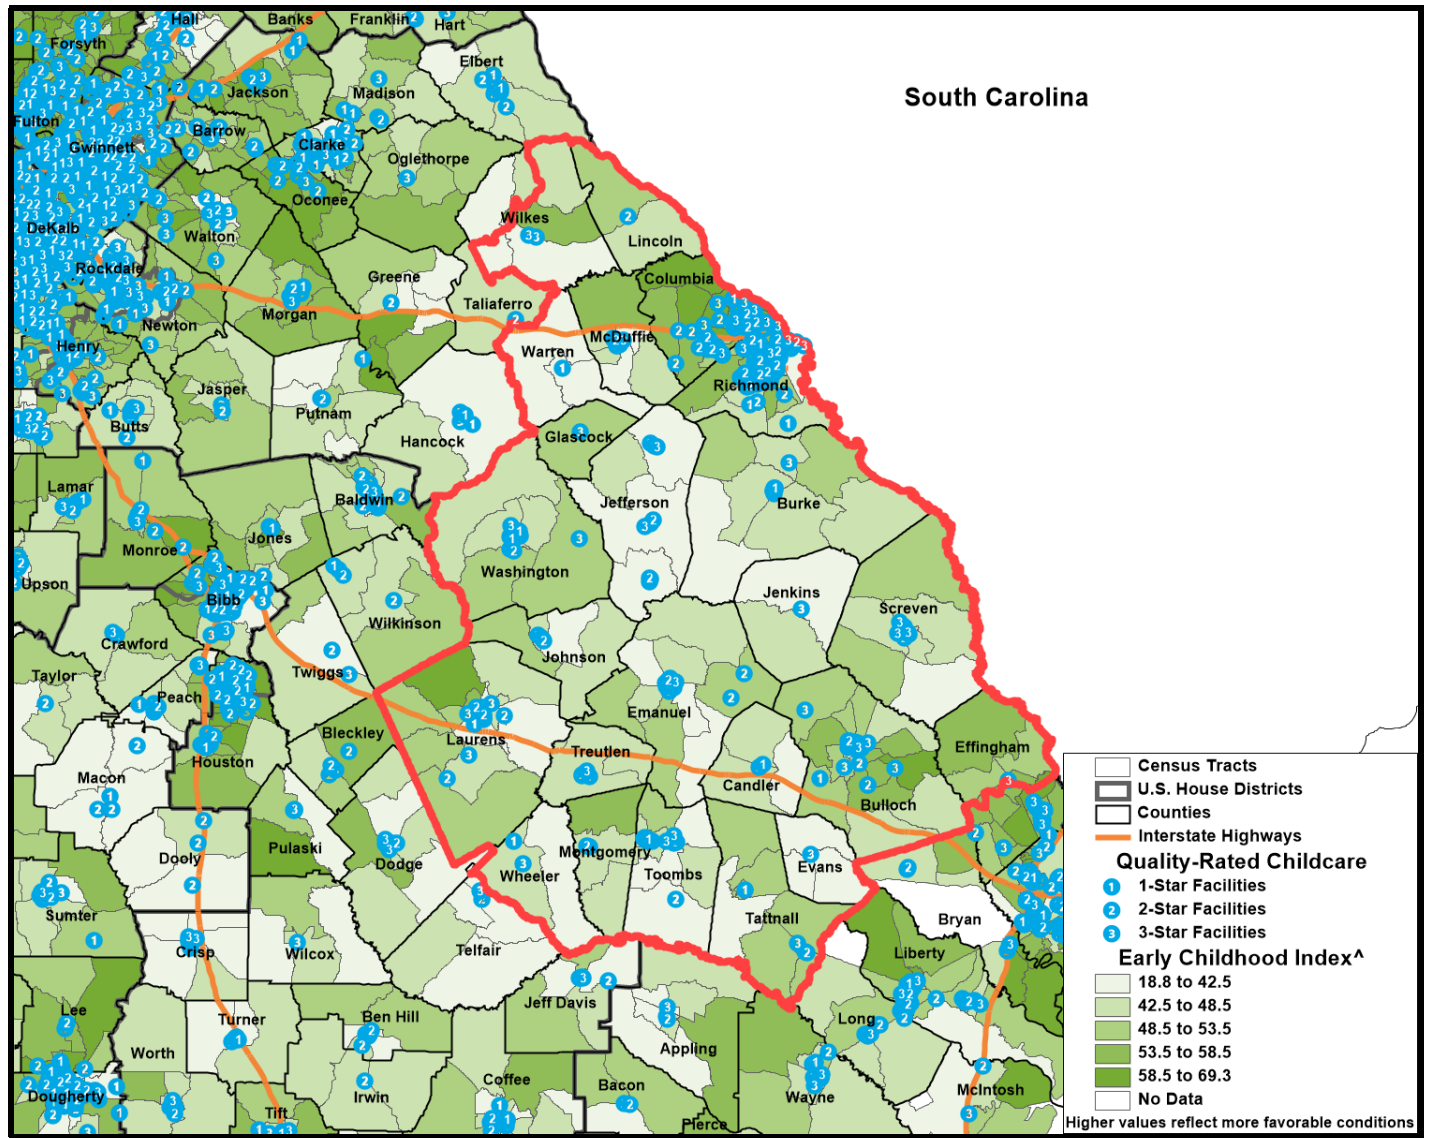 Hall
Banks
Franklin
Hart
Forsyth
Elbert
Jackson
Madison
South Carolina
Fulton
Barrow
Gwinnett
Clarke
Oglethorpe
Oconee
DeKalb
Walton
Wilkes
Lincoln
Rockdale
Greene
Columbia
Morgan
Taliaferro
Newton
McDuffie
Henry
Warren
Jasper
Richmond
Putnam
Butts
Hancock
Glascock
Lamar
Baldwin
Jefferson
Burke
Jones
Monroe
Washington
Upson
Bibb
Jenkins
Wilkinson
Screven
Crawford
Johnson
Twiggs
Taylor
Peach
Emanuel
Bleckley
Laurens
Effingham
Houston
Treutlen
Macon
Candler
Bulloch
Pulaski
Dooly
Dodge
Montgomery
Wheeler
Toombs
Evans
Sumter
Tattnall
Bryan
Crisp
Wilcox
Telfair
Liberty
Jeff Davis
Lee
Turner
Ben Hill
Long
Worth
Appling
Coffee
Bacon
McIntosh
Dougherty
Irwin
Wayne
Tift
Pierce
Census Tracts
U.S. House Districts
Counties
Interstate Highways
Quality-Rated Childcare
1 1-Star Facilities
2 2-Star Facilities
3 3-Star Facilities
Early Childhood Index^
18.8 to 42.5
42.5 to 48.5
48.5 to 53.5
53.5 to 58.5
58.5 to 69.3
No Data
Higher values reflect more favorable conditions